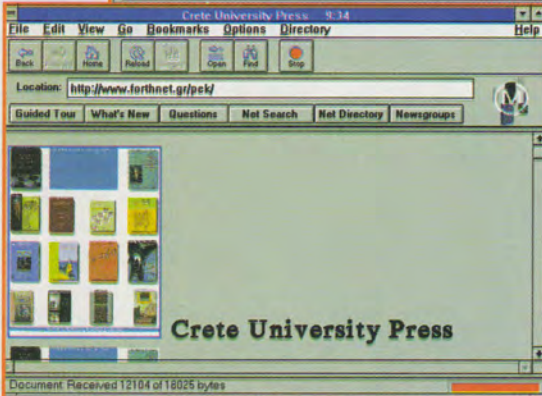 Crete University Press 9:34
File Edit View Go Bookmarks Options Directory Help
Back Home Reload Open Find Stop
Location: http://www.forthnet.gr/pek/
Guided Tour What's New Questions Net Search Net Directory Newsgroups
Crete University Press
Document: Received 12104 of 18025 bytes